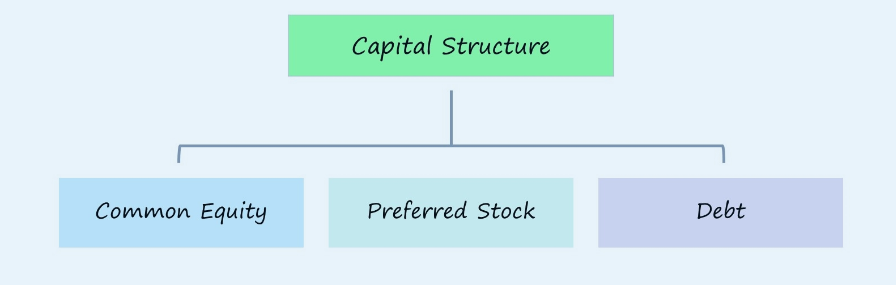 Capital Structure
Common Equity
Preferred Stock
Debt